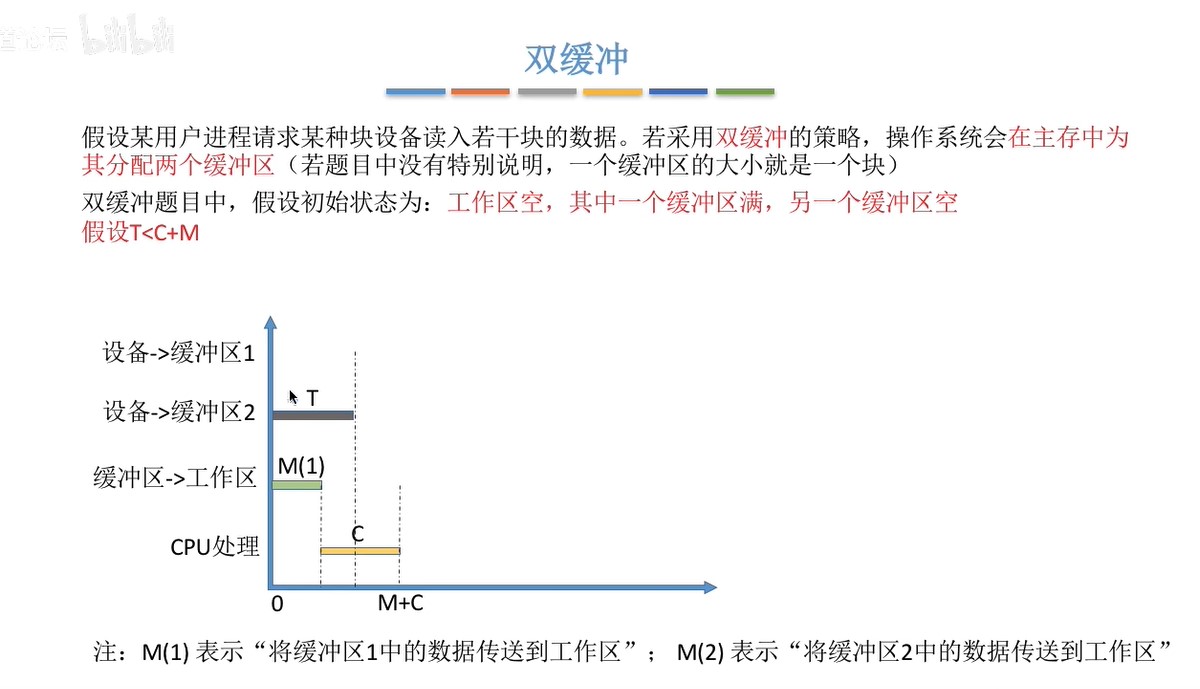 bilibili
双缓冲
假设某用户进程请求某种块设备读入若干块的数据。若采用双缓冲的策略，操作系统会在主存中为
其分配两个缓冲区（若题目中没有特别说明，一个缓冲区的大小就是一个块）
双缓冲题目中，假设初始状态为：工作区空，其中一个缓冲区满，另一个缓冲区空
假设T<C+M
设备->缓冲区1
设备->缓冲区2
T
缓冲区->工作区
M(1)
CPU处理
C
0
M+C
注：M(1) 表示“将缓冲区1中的数据传送到工作区”； M(2) 表示“将缓冲区2中的数据传送到工作区”